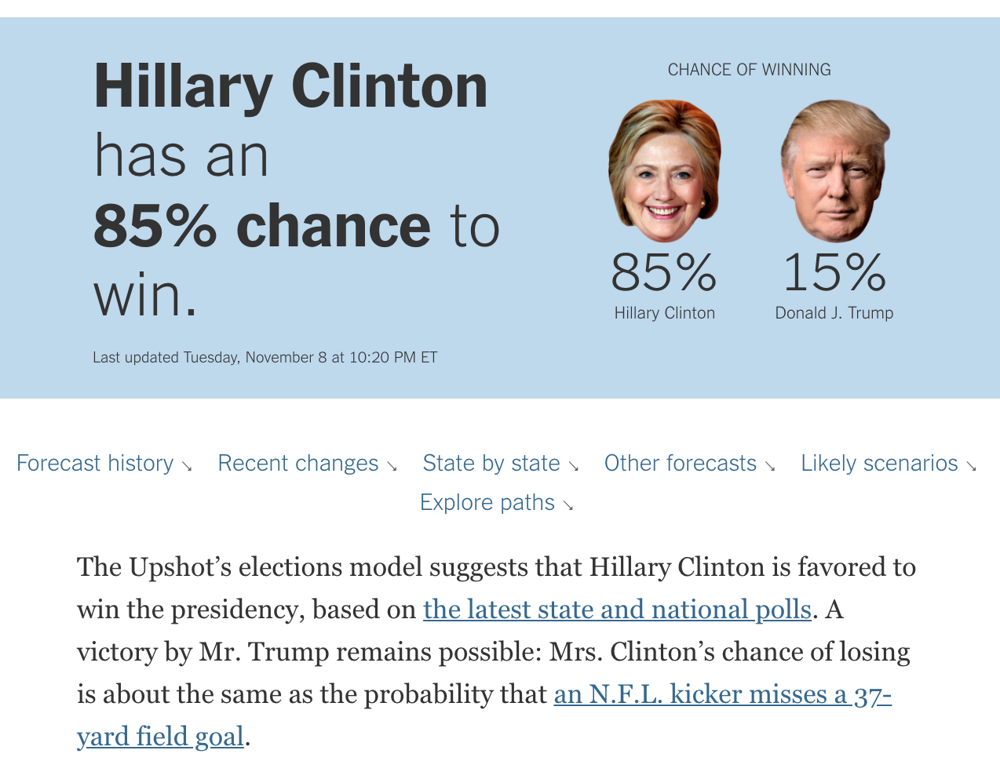 Hillary Clinton
has an
85% chance to
win.
Last updated Tuesday, November 8 at 10:20 PM ET
CHANCE OF WINNING
85%
Hillary Clinton
15%
Donald J. Trump
Forecast history ↘ Recent changes ↘ State by state ↘ Other forecasts ↘ Likely scenarios ↘
Explore paths ↘
The Upshot’s elections model suggests that Hillary Clinton is favored to
win the presidency, based on the latest state and national polls. A
victory by Mr. Trump remains possible: Mrs. Clinton’s chance of losing
is about the same as the probability that an N.F.L. kicker misses a 37-
yard field goal.